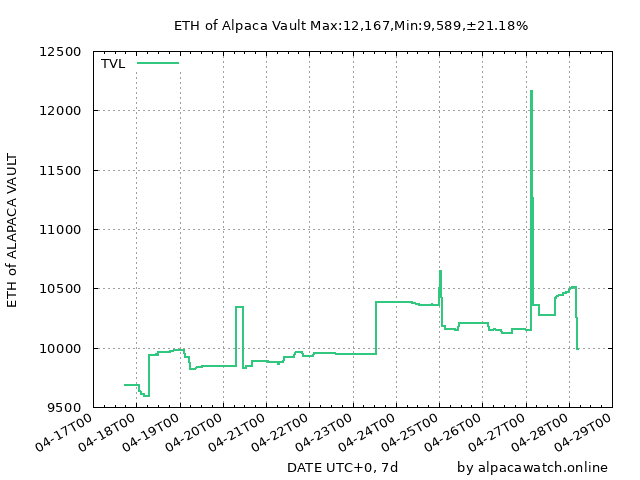 ETH of Alpaca Vault Max:12,167,Min:9,589,±21.18%
TVL
ETH of ALAPACA VAULT
12500
12000
11500
11000
10500
10000
9500
04-17T00
04-18T00
04-19T00
04-20T00
04-21T00
04-22T00
04-23T00
04-24T00
04-25T00
04-26T00
04-27T00
04-28T00
04-29T00
DATE UTC+0, 7d
by alpacawatch.online